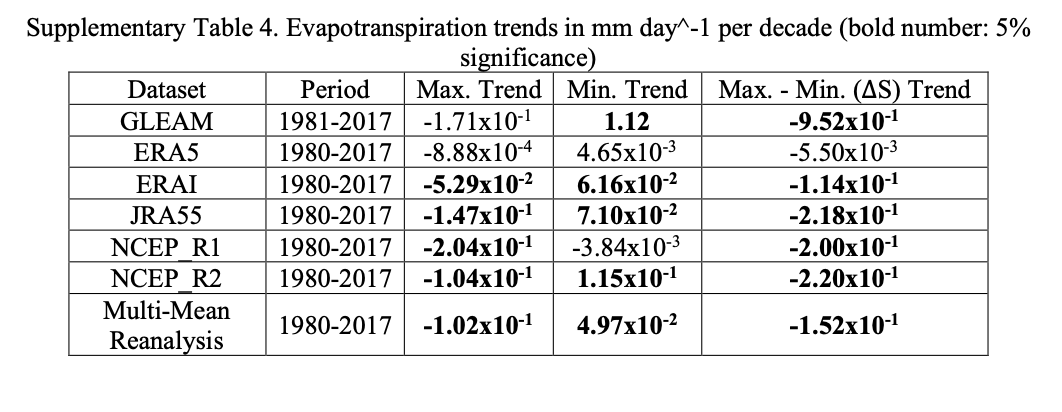 Supplementary Table 4. Evapotranspiration trends in mm day^-1 per decade (bold number: 5%
significance)
Dataset Period Max. Trend Min. Trend Max. - Min. (ΔS) Trend
GLEAM 1981-2017 -1.71x10⁻¹ 1.12 -9.52x10⁻¹
ERA5 1980-2017 -8.88x10⁻⁴ 4.65x10⁻³ -5.50x10⁻³
ERAI 1980-2017 -5.29x10⁻² 6.16x10⁻² -1.14x10⁻¹
JRA55 1980-2017 -1.47x10⁻¹ 7.10x10⁻² -2.18x10⁻¹
NCEP_R1 1980-2017 -2.04x10⁻¹ -3.84x10⁻³ -2.00x10⁻¹
NCEP_R2 1980-2017 -1.04x10⁻¹ 1.15x10⁻¹ -2.20x10⁻¹
Multi-Mean
Reanalysis 1980-2017 -1.02x10⁻¹ 4.97x10⁻² -1.52x10⁻¹